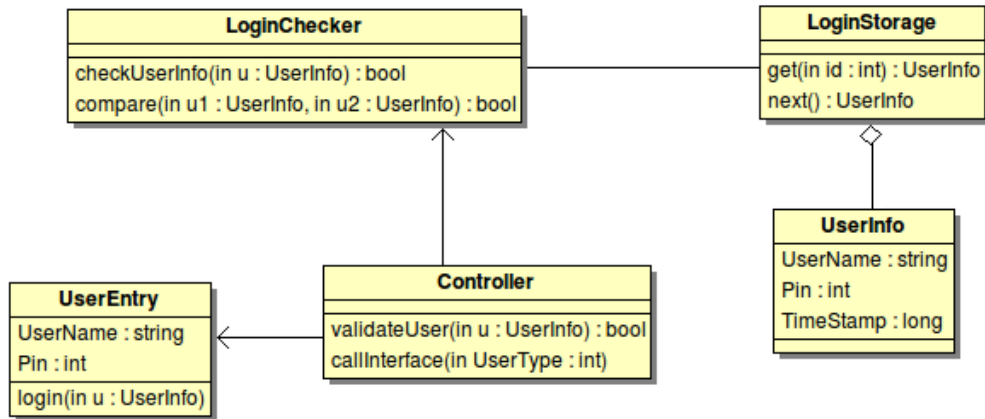 LoginChecker
checkUserInfo(in u : UserInfo) : bool
compare(in u1 : UserInfo, in u2 : UserInfo) : bool
LoginStorage
get(in id : int) : UserInfo
next() : UserInfo
UserInfo
UserName : string
Pin : int
TimeStamp : long
Controller
validateUser(in u : UserInfo) : bool
callInterface(in UserType : int)
UserEntry
UserName : string
Pin : int
login(in u : UserInfo)